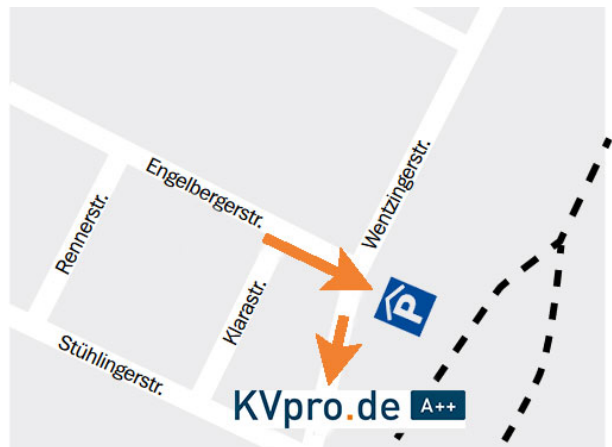 Engelbergerstr.
Wentzingerstr.
Rennerstr.
Klarastr.
P
Stühlingerstr.
KVpro.de A++